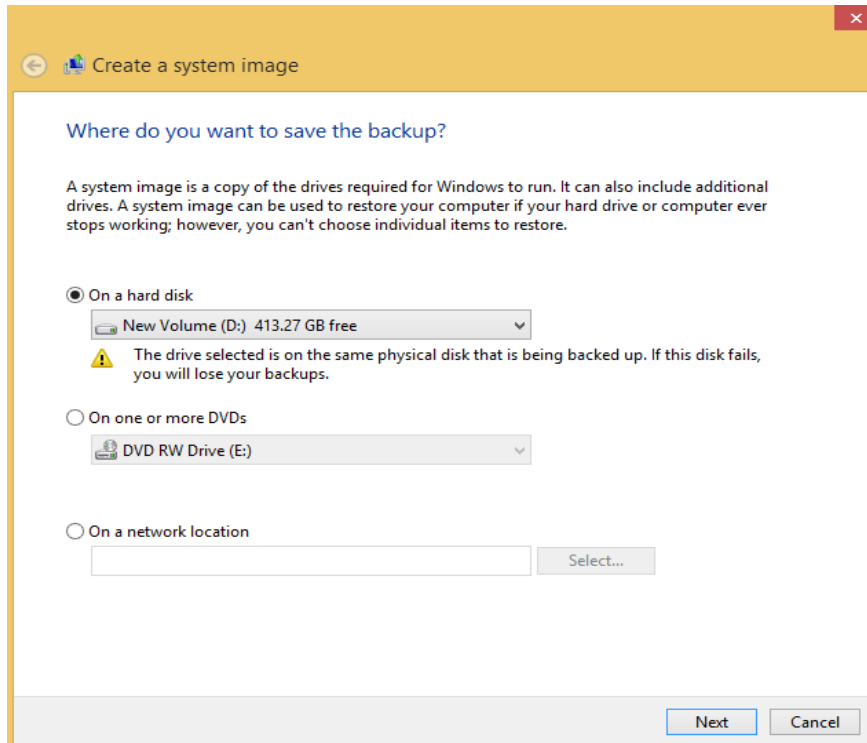 Create a system image
Where do you want to save the backup?
A system image is a copy of the drives required for Windows to run. It can also include additional
drives. A system image can be used to restore your computer if your hard drive or computer ever
stops working; however, you can't choose individual items to restore.
On a hard disk
New Volume (D:) 413.27 GB free
The drive selected is on the same physical disk that is being backed up. If this disk fails,
you will lose your backups.
On one or more DVDs
DVD RW Drive (E:)
On a network location
Select...
Next Cancel